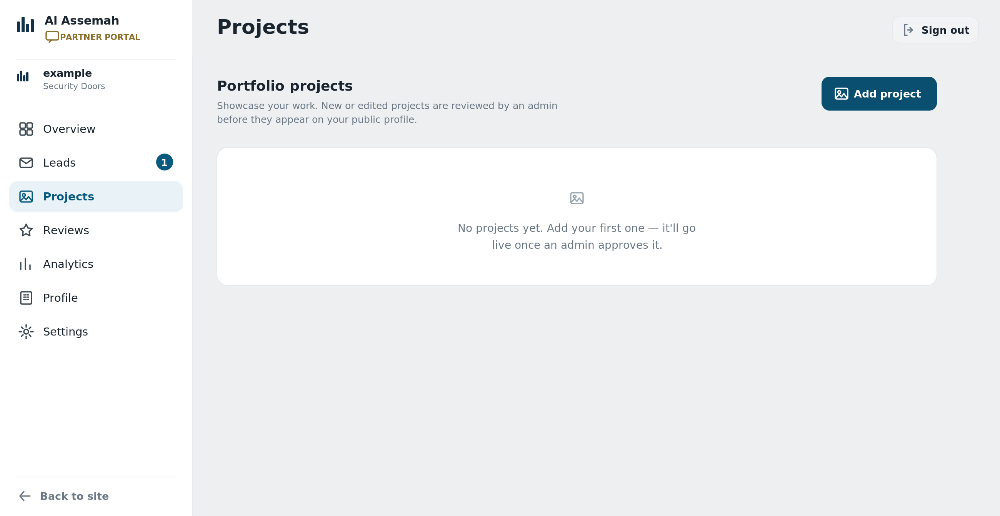 Al Assemah
PARTNER PORTAL
example
Security Doors
Overview
Leads
1
Projects
Reviews
Analytics
Profile
Settings
Back to site
Projects
Sign out
Portfolio projects
Showcase your work. New or edited projects are reviewed by an admin
before they appear on your public profile.
Add project
No projects yet. Add your first one — it'll go
live once an admin approves it.